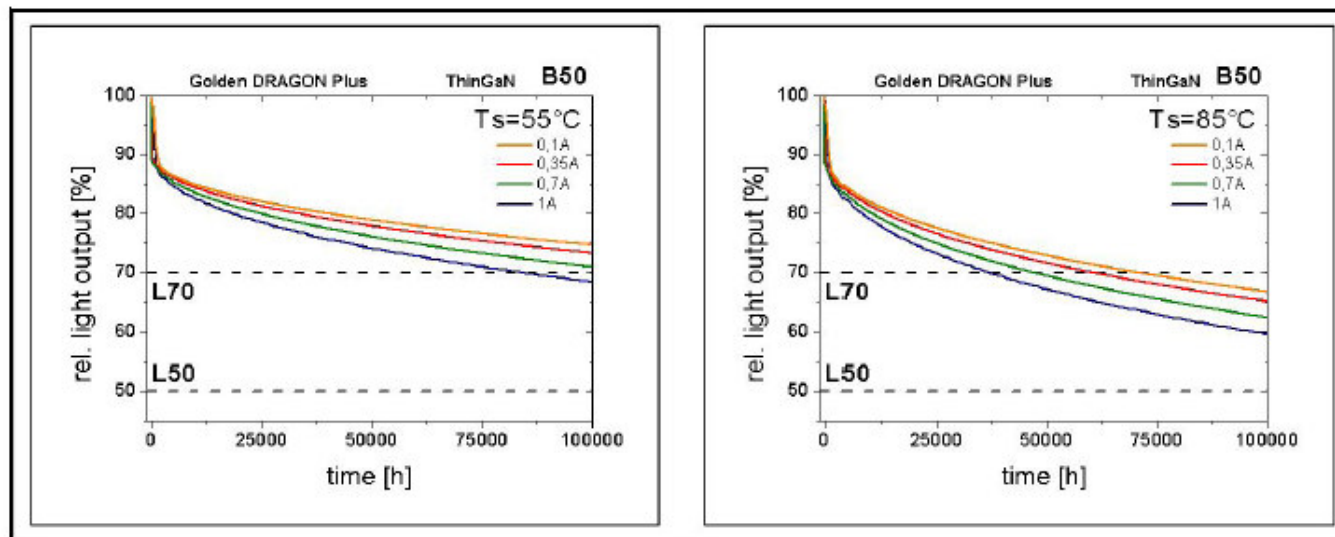 Golden DRAGON Plus ThinGaN B50
Ts=55°C
0,1A
0,35A
0,7A
1A
rel. light output [%]
100
90
80
70
60
50
L70
L50
0 25000 50000 75000 100000
time [h]
Golden DRAGON Plus ThinGaN B50
Ts=85°C
0,1A
0,35A
0,7A
1A
rel. light output [%]
100
90
80
70
60
50
L70
L50
0 25000 50000 75000 100000
time [h]